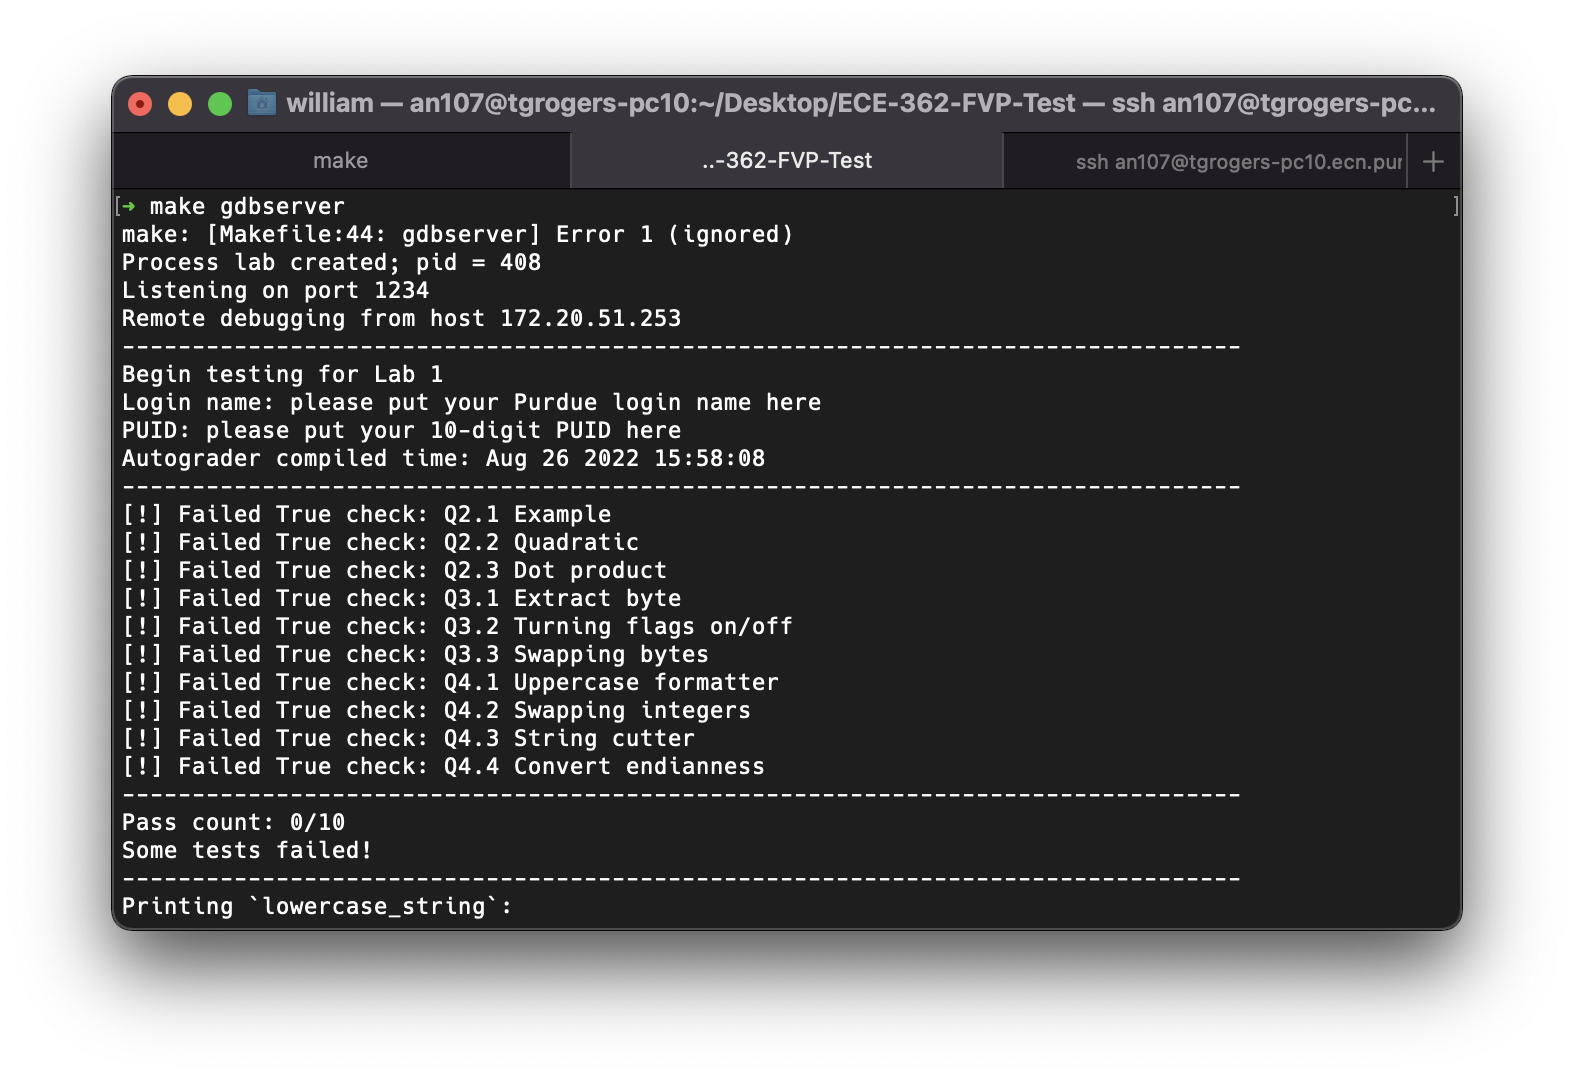 william — an107@tgrogers-pc10:~/Desktop/ECE-362-FVP-Test — ssh an107@tgrogers-pc...
make
..-362-FVP-Test
ssh an107@tgrogers-pc10.ecn.pur
+
[➜ make gdbserver ]
make: [Makefile:44: gdbserver] Error 1 (ignored)
Process lab created; pid = 408
Listening on port 1234
Remote debugging from host 172.20.51.253
--------------------------------------------------------------------------------
Begin testing for Lab 1
Login name: please put your Purdue login name here
PUID: please put your 10-digit PUID here
Autograder compiled time: Aug 26 2022 15:58:08
--------------------------------------------------------------------------------
[!] Failed True check: Q2.1 Example
[!] Failed True check: Q2.2 Quadratic
[!] Failed True check: Q2.3 Dot product
[!] Failed True check: Q3.1 Extract byte
[!] Failed True check: Q3.2 Turning flags on/off
[!] Failed True check: Q3.3 Swapping bytes
[!] Failed True check: Q4.1 Uppercase formatter
[!] Failed True check: Q4.2 Swapping integers
[!] Failed True check: Q4.3 String cutter
[!] Failed True check: Q4.4 Convert endianness
--------------------------------------------------------------------------------
Pass count: 0/10
Some tests failed!
--------------------------------------------------------------------------------
Printing `lowercase_string`: